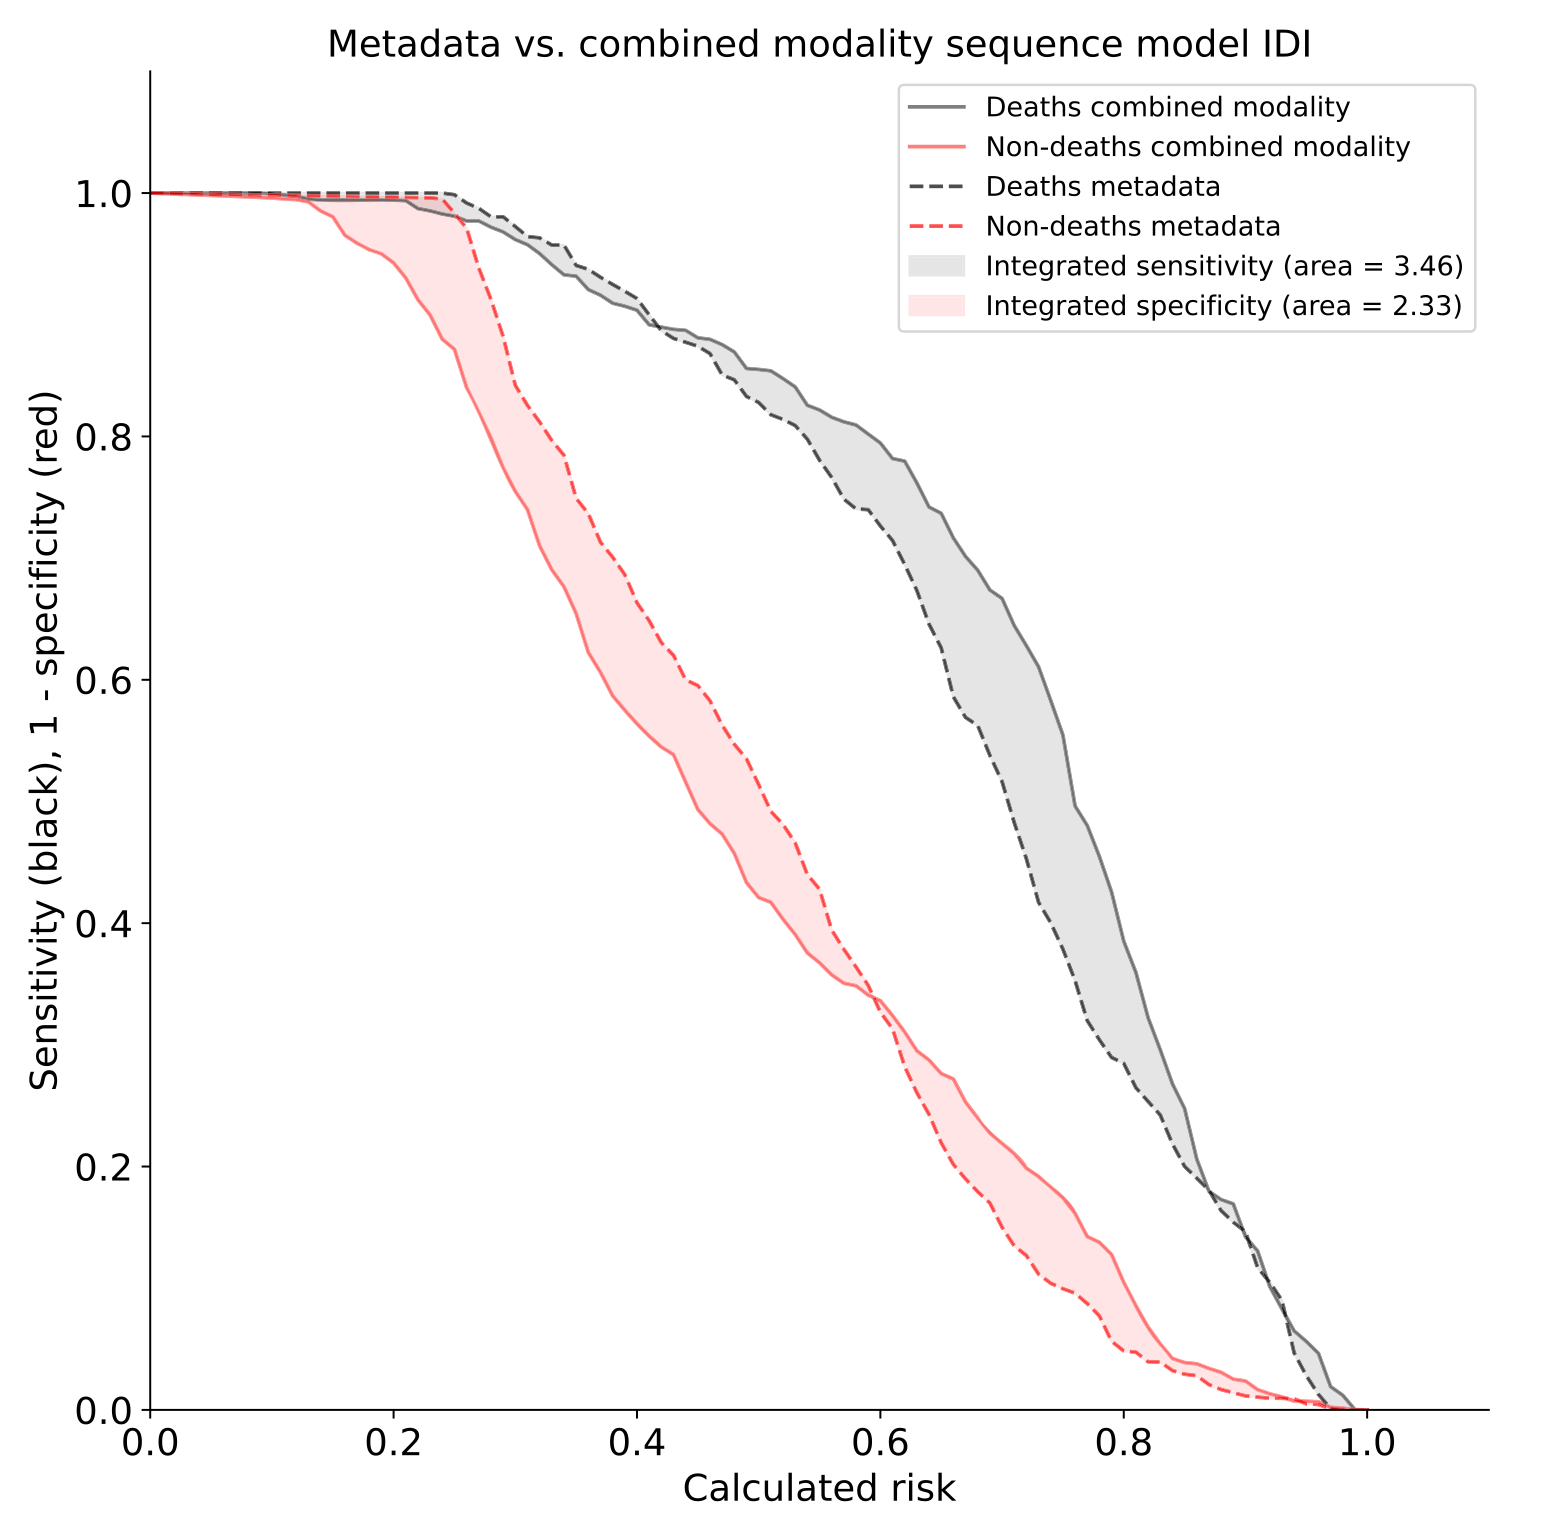 Metadata vs. combined modality sequence model IDI
Deaths combined modality
Non-deaths combined modality
Deaths metadata
Non-deaths metadata
Integrated sensitivity (area = 3.46)
Integrated specificity (area = 2.33)
Sensitivity (black), 1 - specificity (red)
1.0
0.8
0.6
0.4
0.2
0.0
0.0 0.2 0.4 0.6 0.8 1.0
Calculated risk